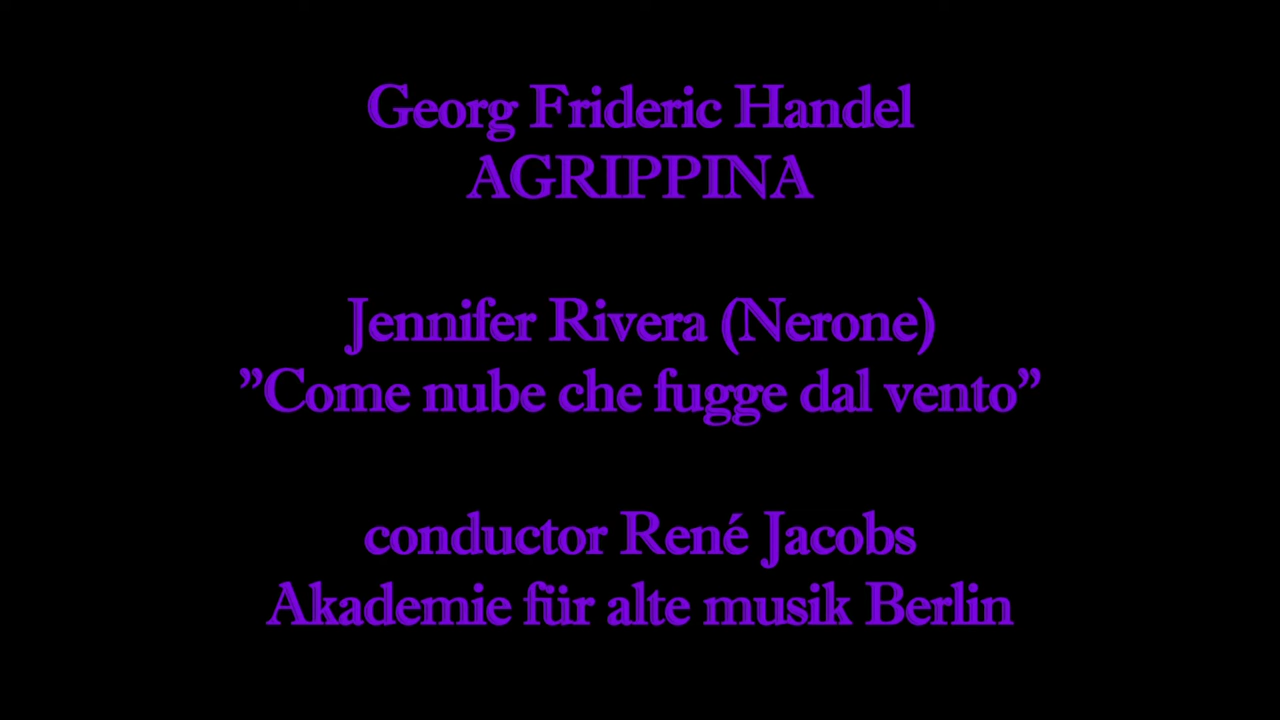 Georg Frideric Handel
AGRIPPINA
Jennifer Rivera (Nerone)
”Come nube che fugge dal vento”
conductor René Jacobs
Akademie für alte musik Berlin